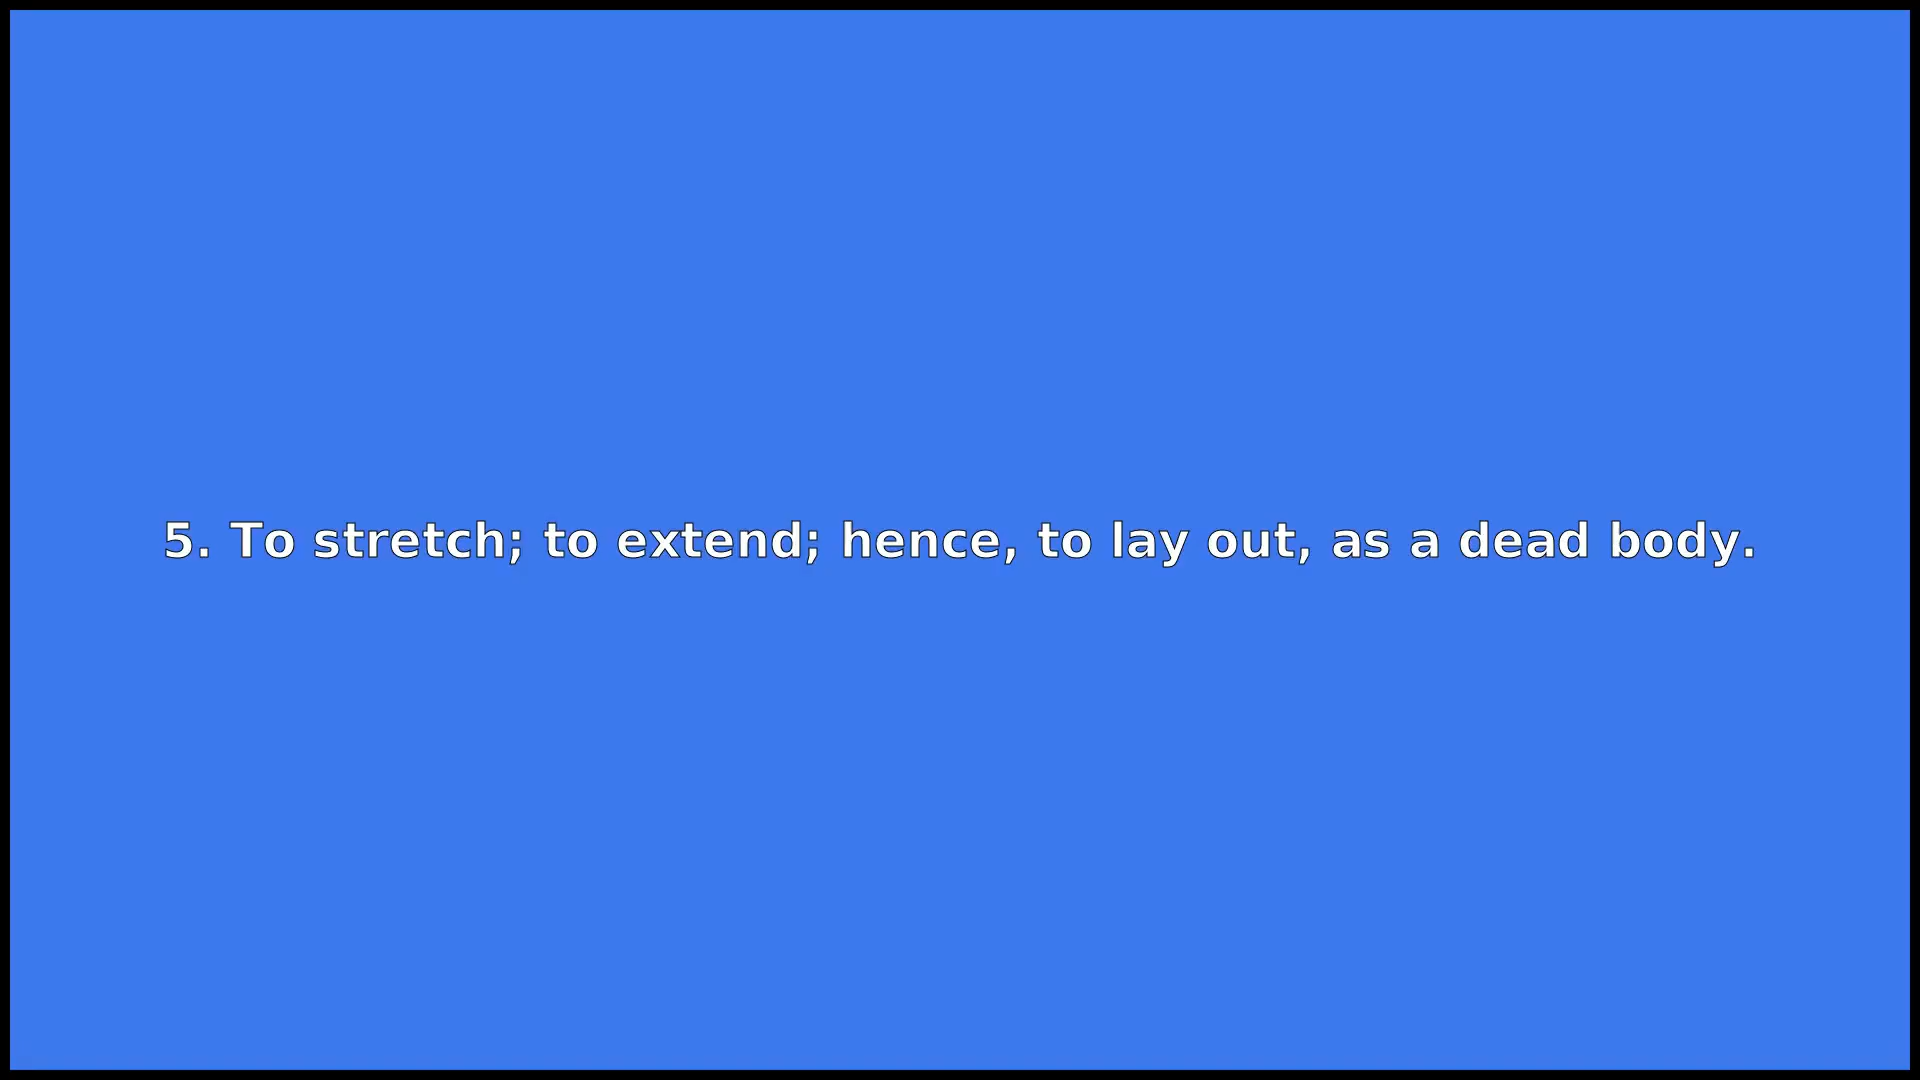 5. To stretch; to extend; hence, to lay out, as a dead body.